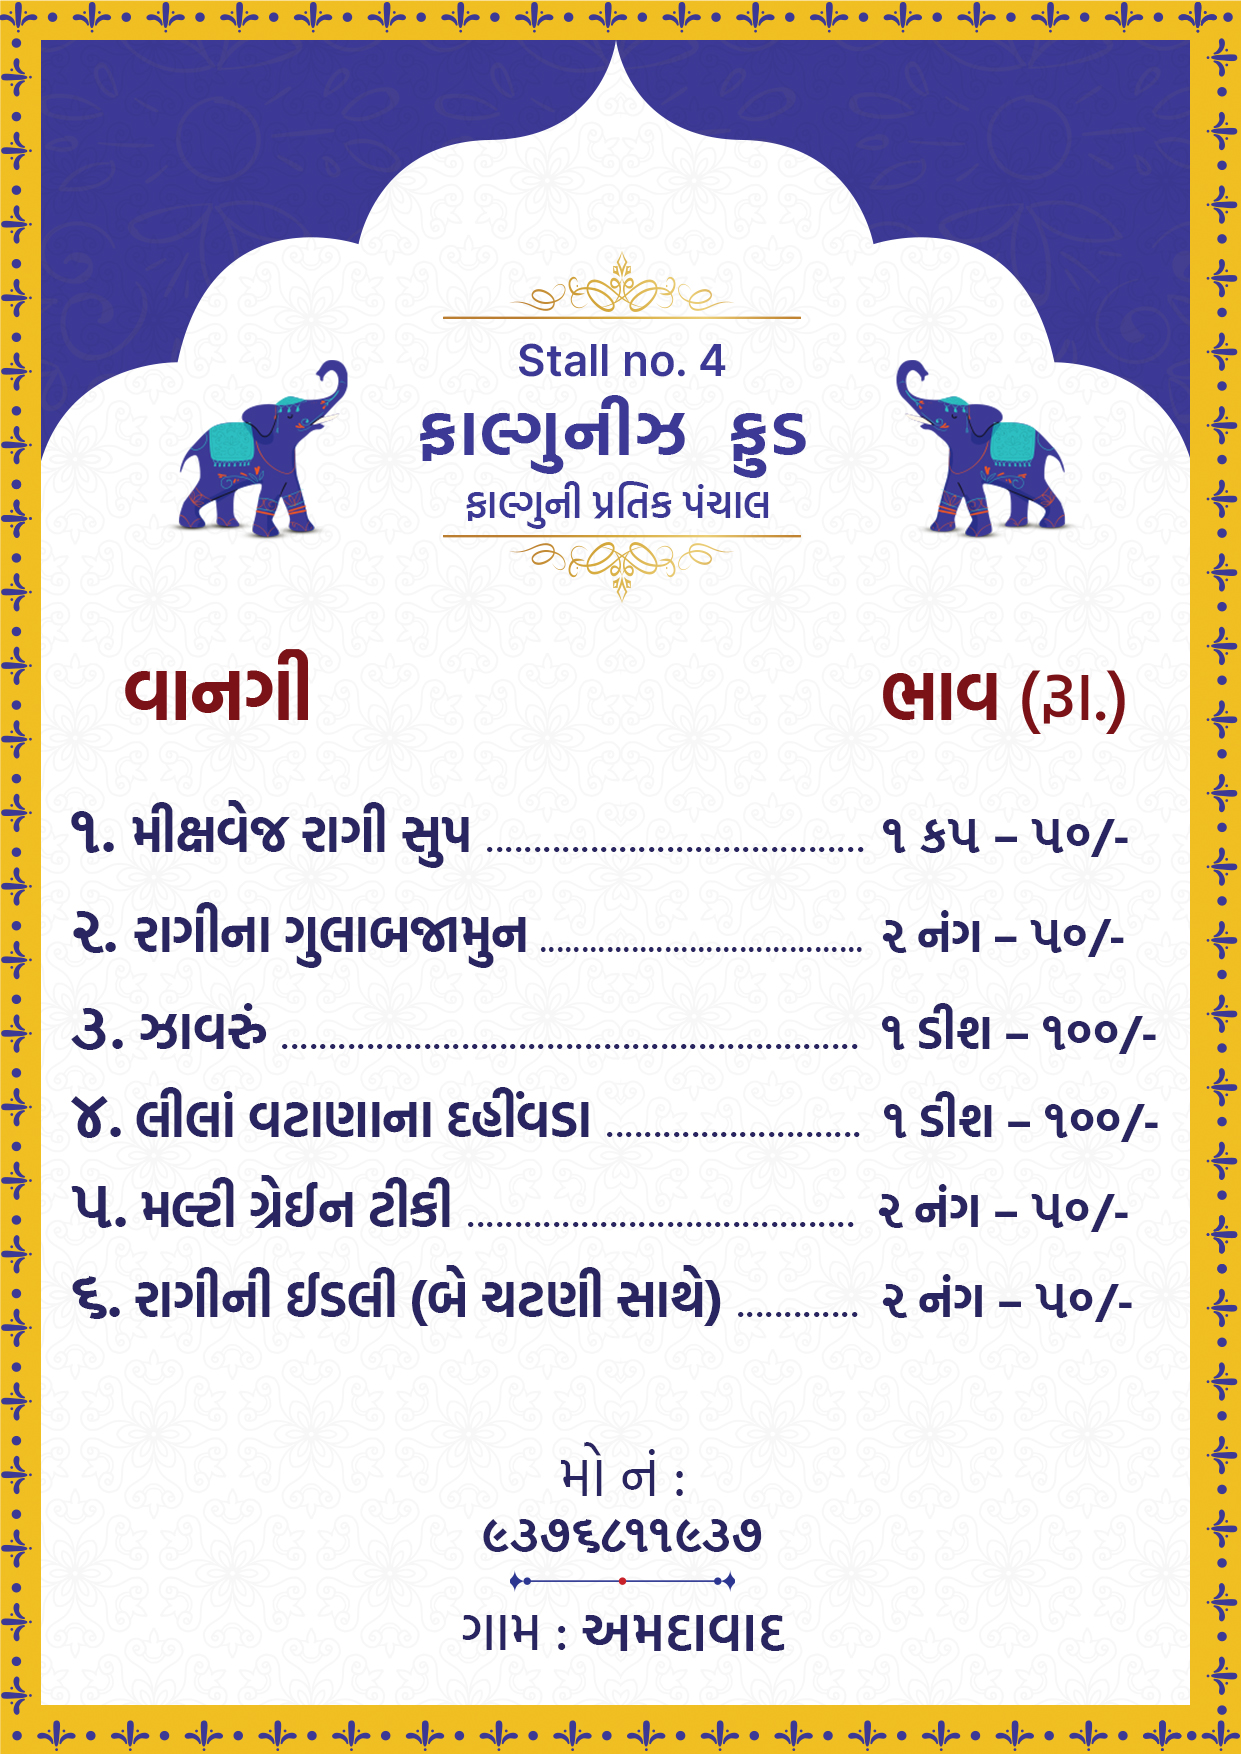 Stall no. 4
ફાલ્ગુનીઝ ફુડ
ફાલ્ગુની પ્રતિક પંચાલ
વાનગી ભાવ (રૂા.)
૧. મીક્ષવેજ રાગી સુપ ...................................... ૧ કપ – ૫૦/-
૨. રાગીના ગુલાબજામુન ...................................... ૨ નંગ – ૫૦/-
૩. ઝાવરું .................................................. ૧ ડીશ – ૧૦૦/-
૪. લીલાં વટાણાના દહીંવડા ........................... ૧ ડીશ – ૧૦૦/-
૫. મલ્ટી ગ્રેઈન ટીકી ...................................... ૨ નંગ – ૫૦/-
૬. રાગીની ઈડલી (બે ચટણી સાથે) ............. ૨ નંગ – ૫૦/-
મો નં :
૯૩૭૬૮૧૧૯૩૭
ગામ : અમદાવાદ